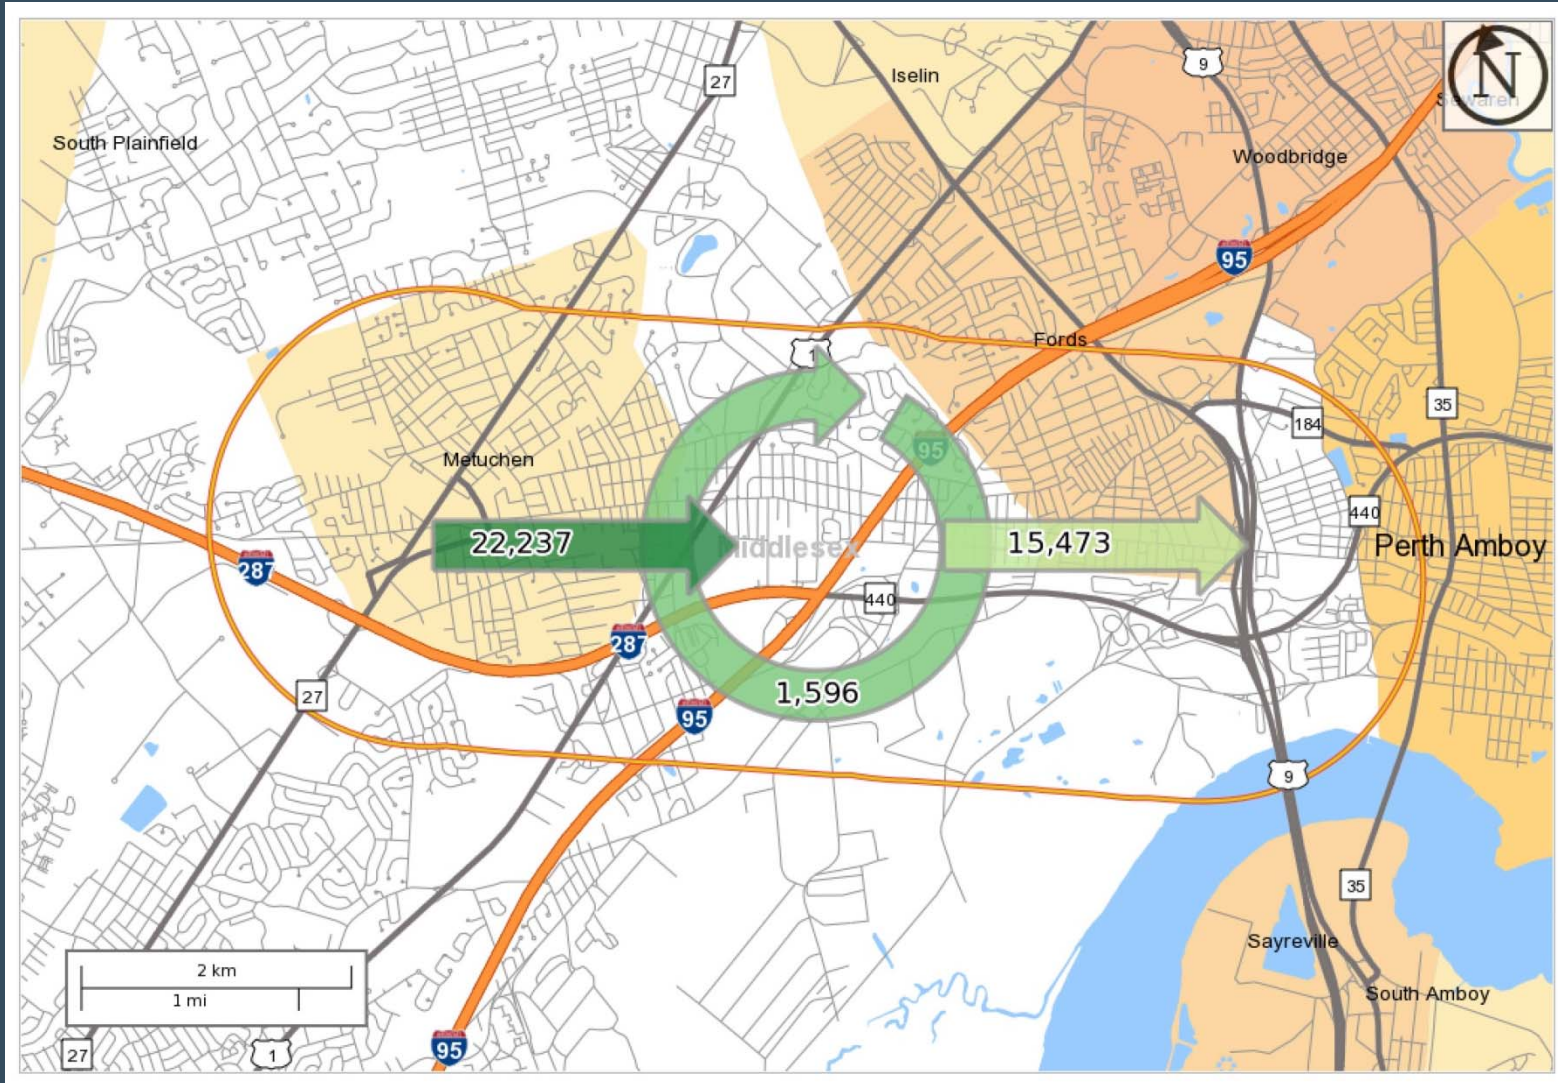 27
9
N
Sewaren
Iselin
South Plainfield
Woodbridge
95
Fords
1
35
184
Metuchen
95
440
22,237
Middlesex
15,473
Perth Amboy
287
440
287
27
1,596
95
9
35
Sayreville
2 km
1 mi
South Amboy
27
1
95